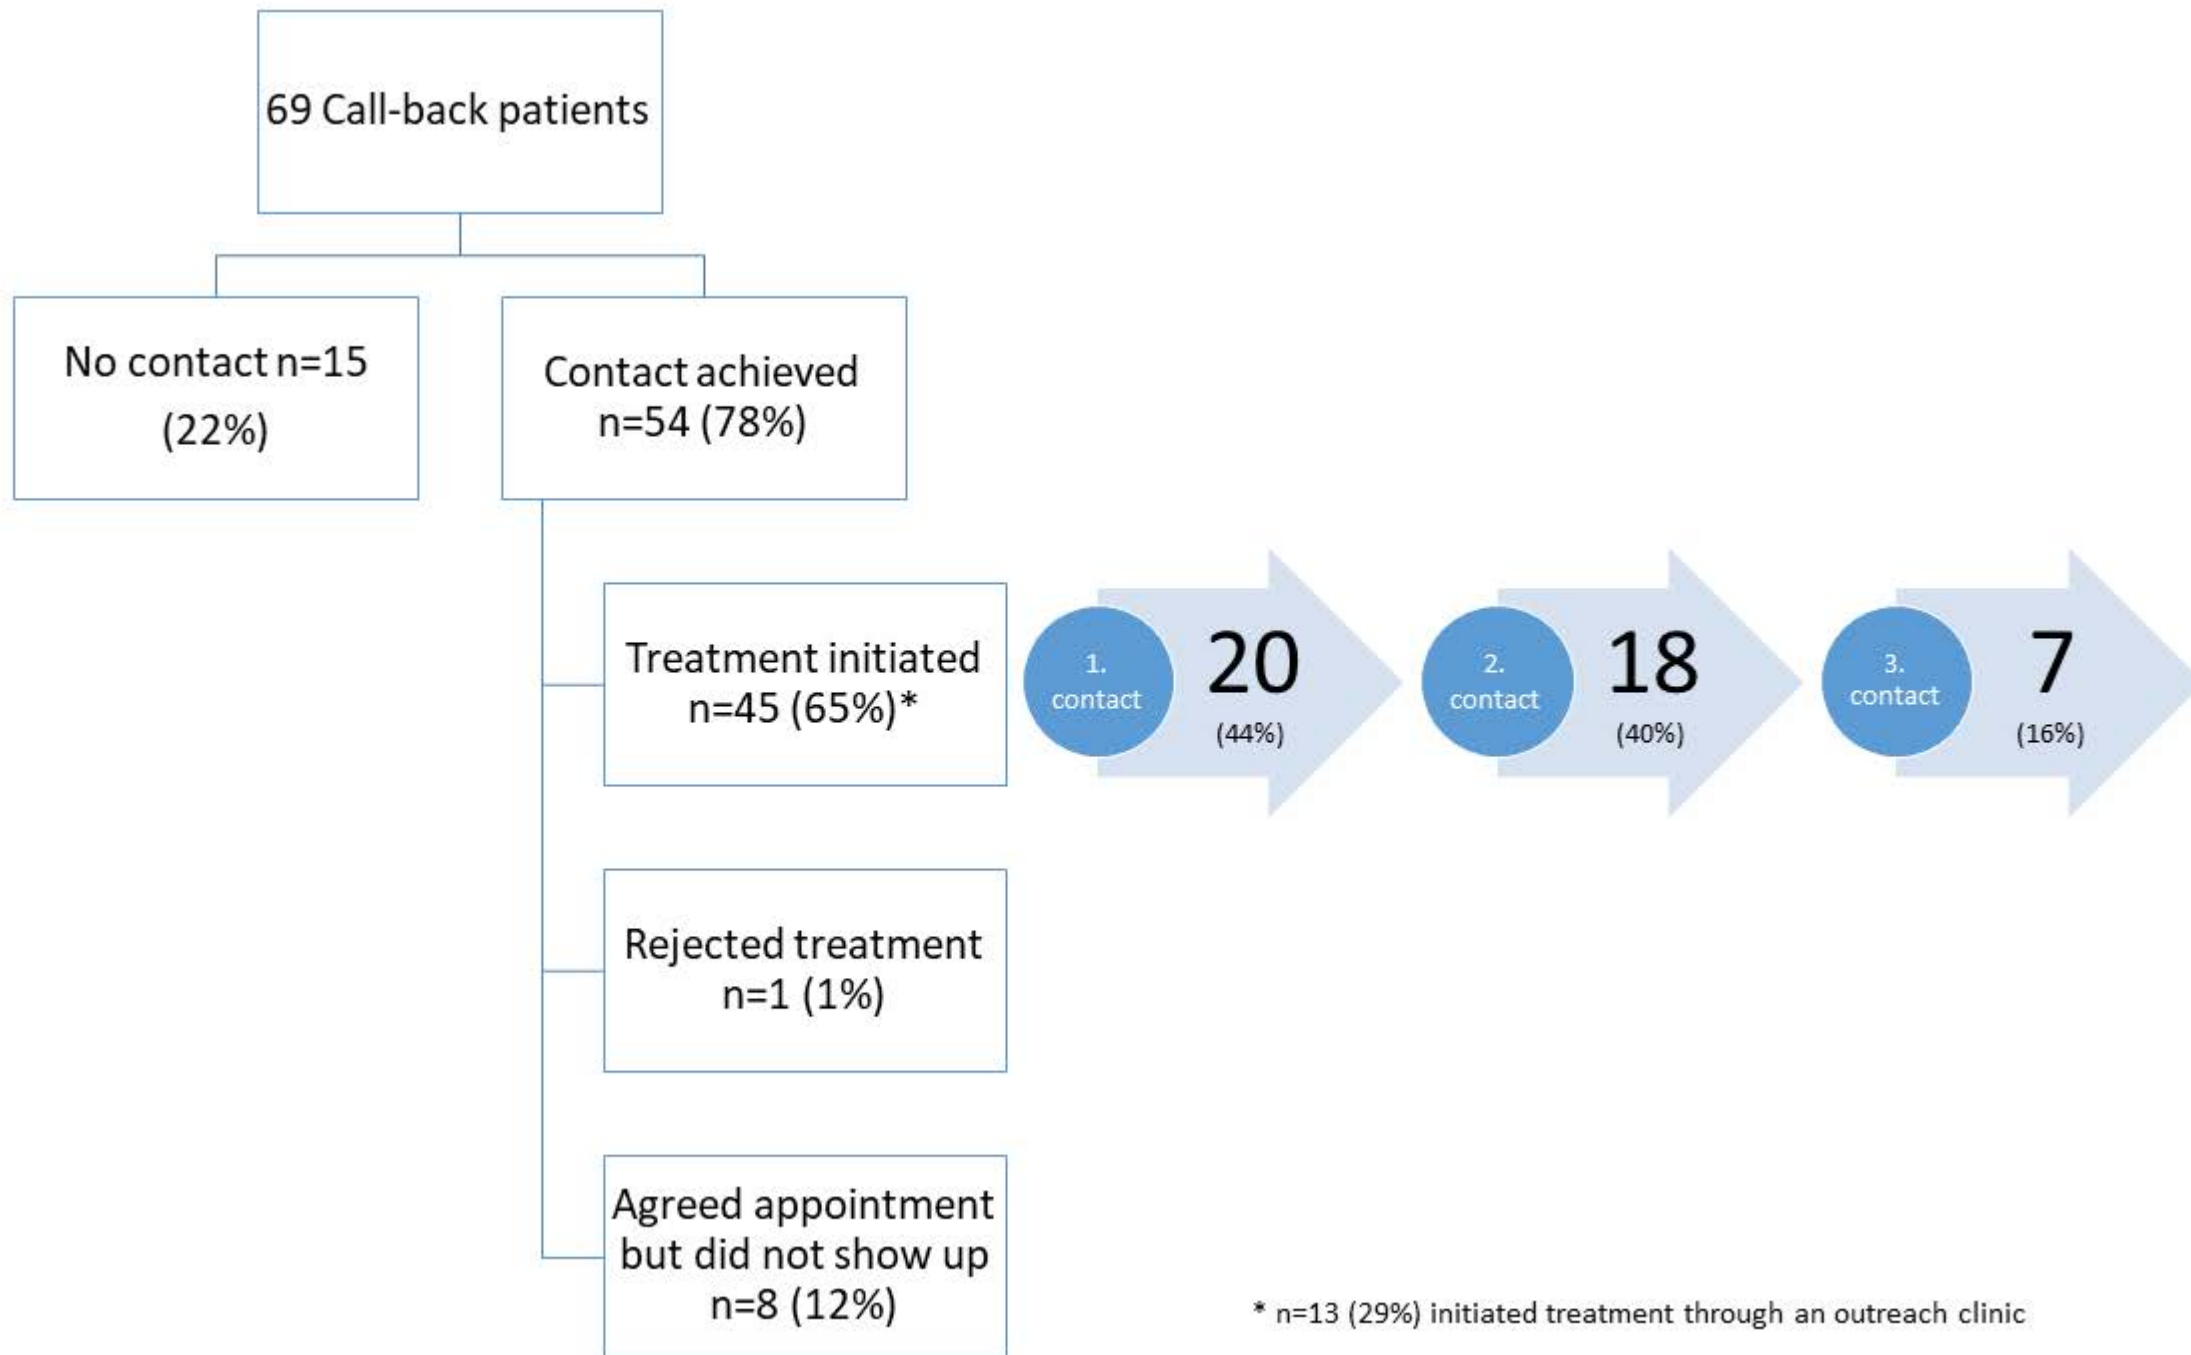 69 Call-back patients
No contact n=15
(22%)
Contact achieved
n=54 (78%)
Treatment initiated
n=45 (65%)*
1.
contact
20
(44%)
2.
contact
18
(40%)
3.
contact
7
(16%)
Rejected treatment
n=1 (1%)
Agreed appointment
but did not show up
n=8 (12%)
* n=13 (29%) initiated treatment through an outreach clinic